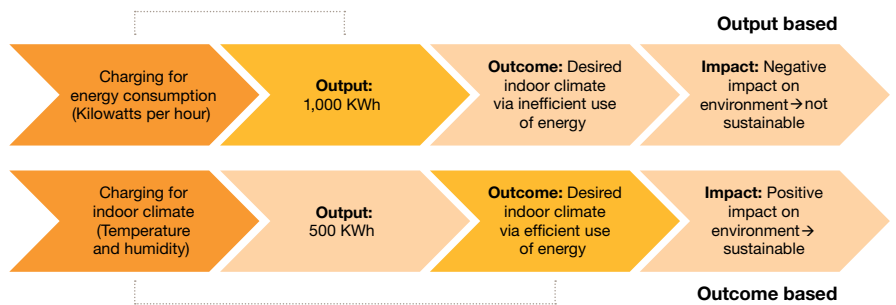 Output based
Charging for
energy consumption
(Kilowatts per hour)
Output:
1,000 KWh
Outcome: Desired
indoor climate
via inefficient use
of energy
Impact: Negative
impact on
environment→not
sustainable
Charging for
indoor climate
(Temperature
and humidity)
Output:
500 KWh
Outcome: Desired
indoor climate
via efficient use
of energy
Impact: Positive
impact on
environment→
sustainable
Outcome based